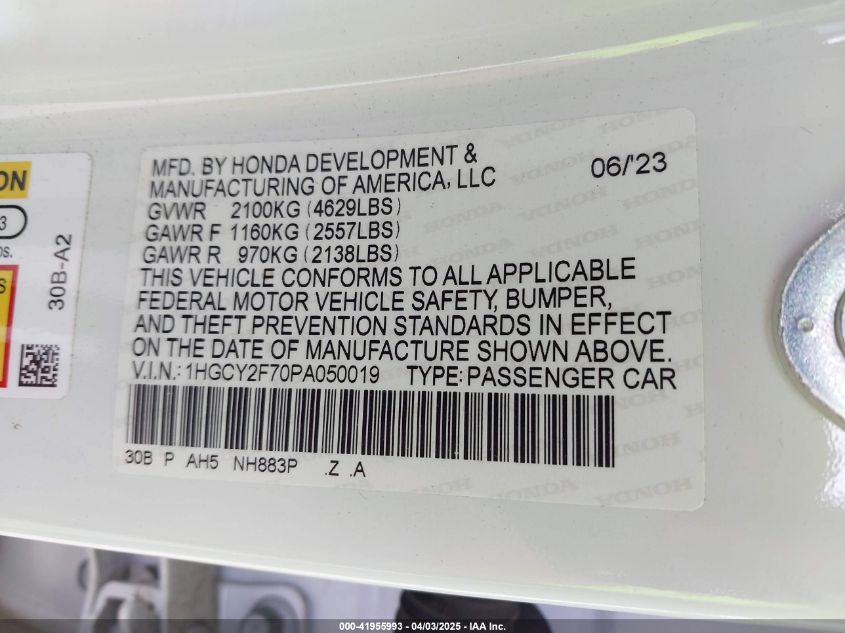 MFD. BY HONDA DEVELOPMENT & 06/'23
MANUFACTURING OF AMERICA, LLC
GVWR 2100KG (4629LBS)
GAWR F 1160KG (2557LBS)
GAWR R 970KG (2138LBS)
THIS VEHICLE CONFORMS TO ALL APPLICABLE
FEDERAL MOTOR VEHICLE SAFETY, BUMPER,
AND THEFT PREVENTION STANDARDS IN EFFECT
ON THE DATE OF MANUFACTURE SHOWN ABOVE.
V.I.N.: 1HGCY2F70PA050019 TYPE: PASSENGER CAR
30B P AH5 NH883P .Z .A
30B-A2
ON
3
os.
S
HONDA
000-41955993 - 04/03/2025 - IAA Inc.